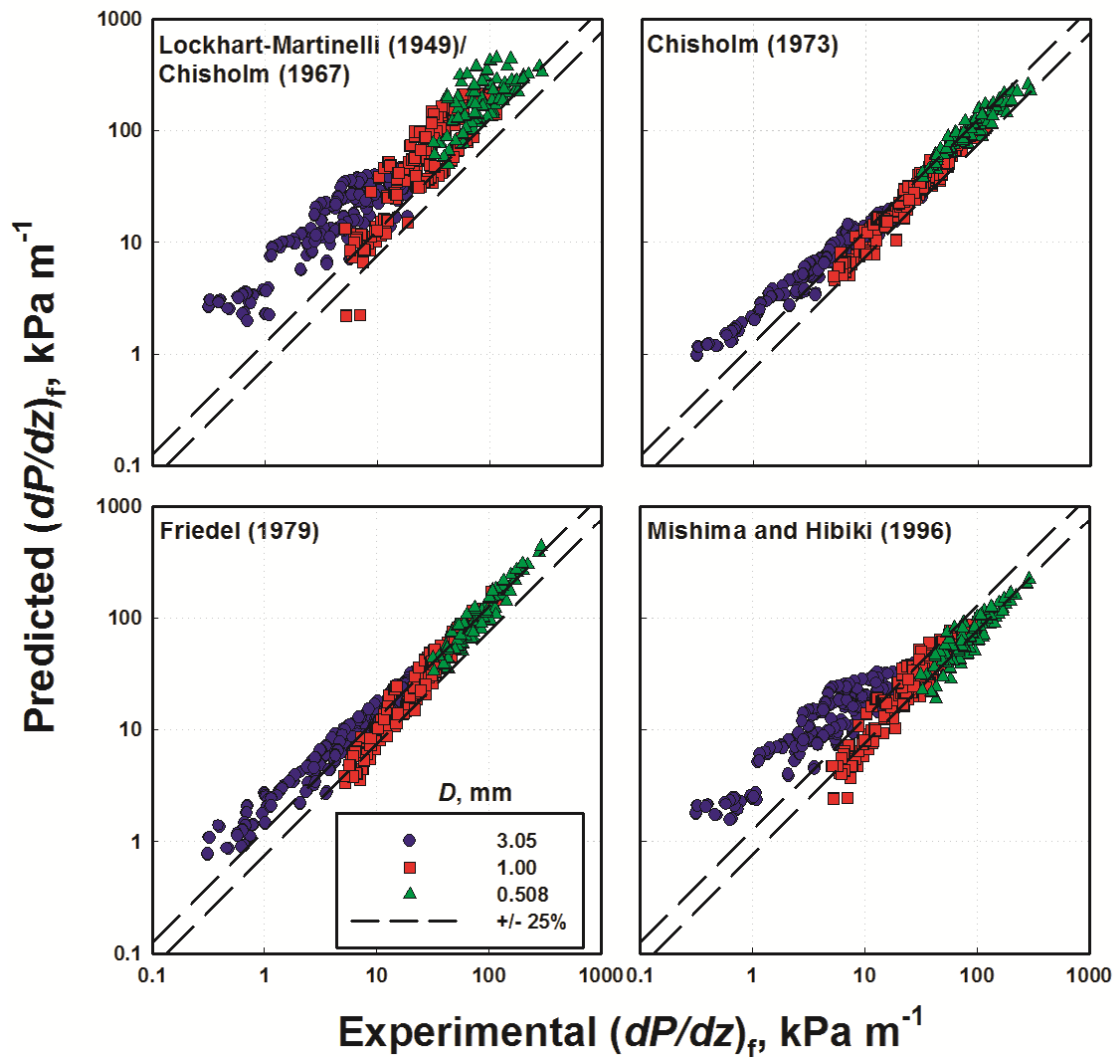 Predicted (dP/dz)f, kPa m-1
1000
100
10
1
0.1
Lockhart-Martinelli (1949)/
Chisholm (1967)
Chisholm (1973)
1000
100
10
1
0.1
Friedel (1979)
Mishima and Hibiki (1996)
D, mm
3.05
1.00
0.508
+/- 25%
0.1 1 10 100 1000 0.1 1 10 100 1000
Experimental (dP/dz)f, kPa m-1